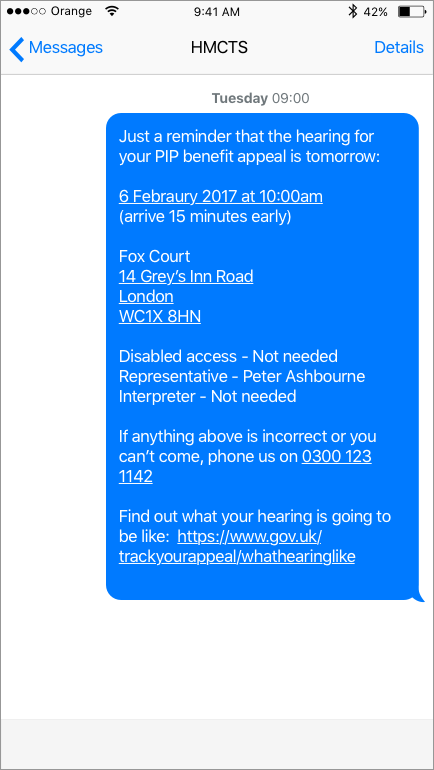 Orange 9:41 AM 42%
Messages HMCTS Details
Tuesday 09:00
Just a reminder that the hearing for
your PIP benefit appeal is tomorrow:
6 Febraury 2017 at 10:00am
(arrive 15 minutes early)
Fox Court
14 Grey’s Inn Road
London
WC1X 8HN
Disabled access - Not needed
Representative - Peter Ashbourne
Interpreter - Not needed
If anything above is incorrect or you
can’t come, phone us on 0300 123
1142
Find out what your hearing is going to
be like: https://www.gov.uk/
trackyourappeal/whathearinglike